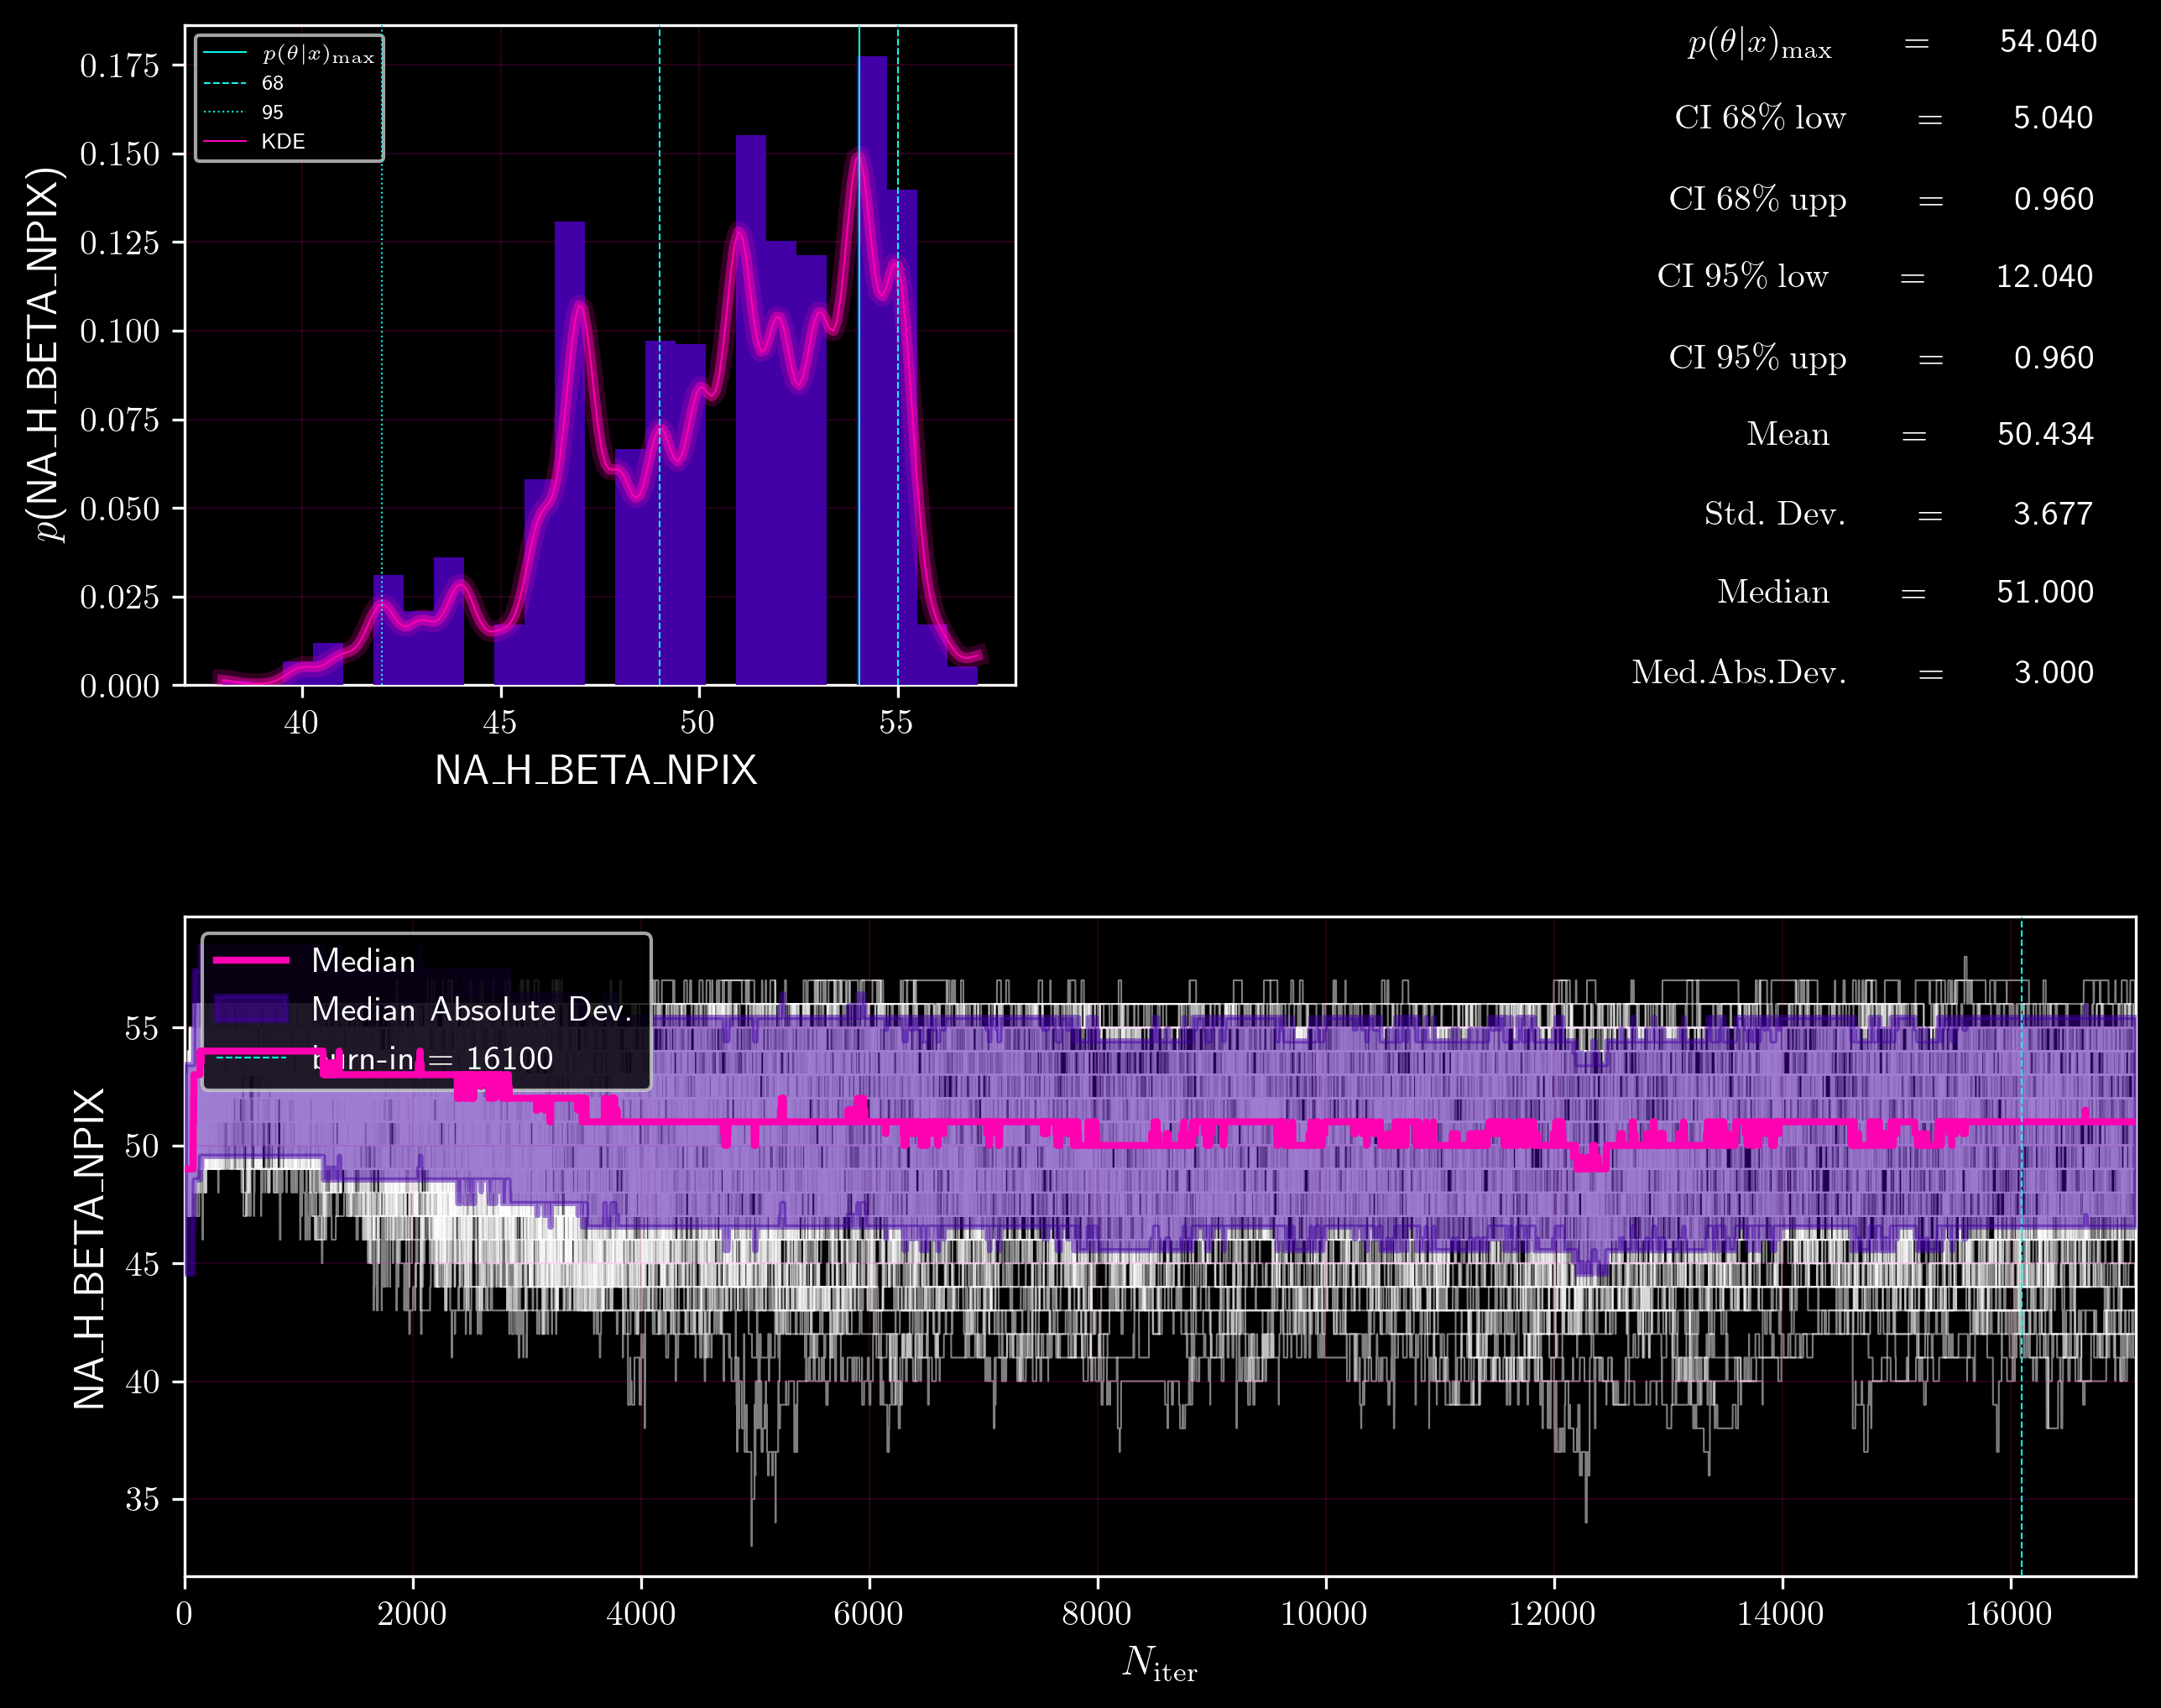 p(θ|x)max
68
95
KDE
0.175
0.150
0.125
0.100
0.075
0.050
0.025
0.000
p(NA_H_BETA_NPIX)
40 45 50 55
NA_H_BETA_NPIX
p(θ|x)max = 54.040
CI 68% low = 5.040
CI 68% upp = 0.960
CI 95% low = 12.040
CI 95% upp = 0.960
Mean = 50.434
Std. Dev. = 3.677
Median = 51.000
Med.Abs.Dev. = 3.000
Median
Median Absolute Dev.
burn-in = 16100
55
50
45
40
35
NA_H_BETA_NPIX
0 2000 4000 6000 8000 10000 12000 14000 16000
Niter